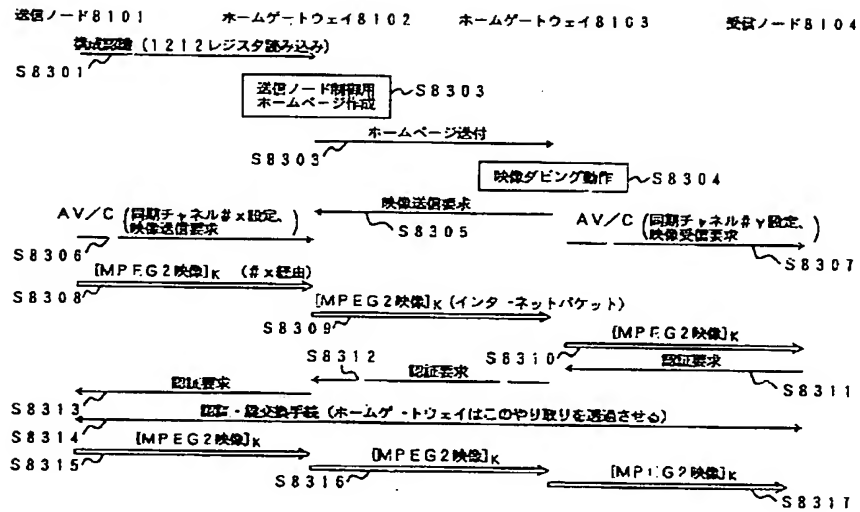 送信ノード8101 ホームゲートウェイ8102 ホームゲートウェイ8103 受信ノード8104
構成認識(1212レジスタ読み込み)
S8301
送信ノード制御用
ホームページ作成
S8303
ホームページ送付
S8303
映像ダビング動作
S8304
映像送信要求
S8305
AV/C(同期チャネル#x設定、
映像送信要求
S8306
AV/C(同期チャネル#y設定、
映像受信要求
S8307
[MPEG2映像]K (#x経由)
S8308
[MPEG2映像]K(インターネットパケット)
S8309
[MPEG2映像]K
S8310
認証要求
S8311
認証要求
S8312
認証要求
S8313
認証・鍵交換手続(ホームゲートウェイはこのやり取りを透過させる)
S8314
[MPEG2映像]K
S8315
[MPEG2映像]K
S8316
[MPEG2映像]K
S8317